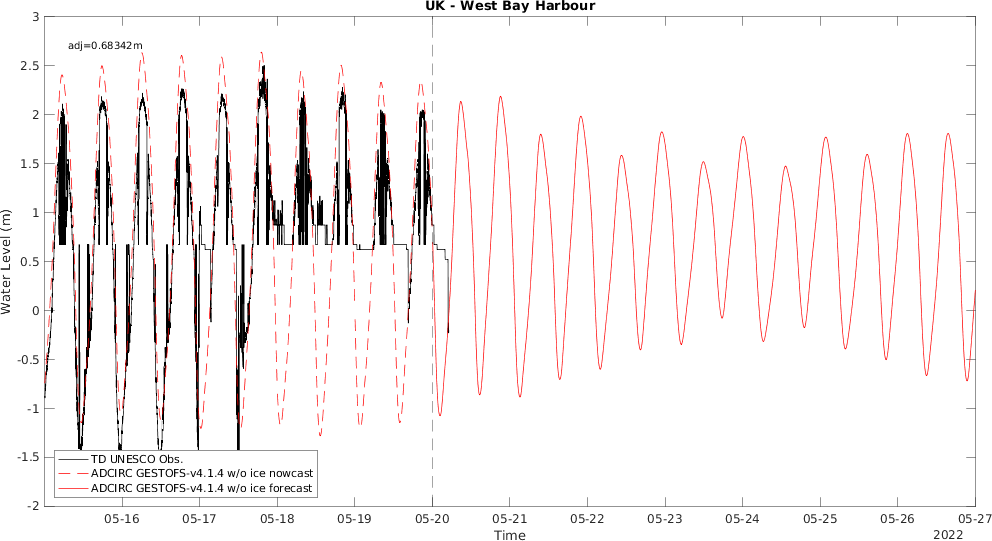 UK - West Bay Harbour
adj=0.68342m
Water Level (m)
3
2.5
2
1.5
1
0.5
0
-0.5
-1
-1.5
-2
TD UNESCO Obs.
ADCIRC GESTOFS-v4.1.4 w/o ice nowcast
ADCIRC GESTOFS-v4.1.4 w/o ice forecast
05-16 05-17 05-18 05-19 05-20 05-21 05-22 05-23 05-24 05-25 05-26 05-27
Time
2022